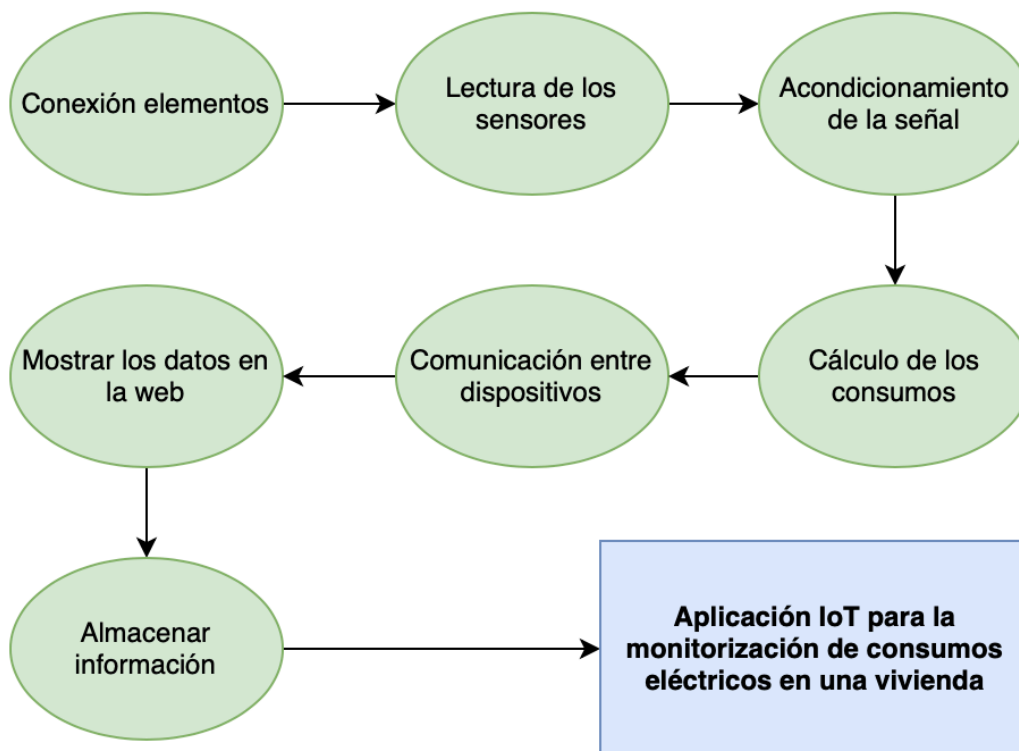 Conexión elementos
Lectura de los
sensores
Acondicionamiento
de la señal
Cálculo de los
consumos
Comunicación entre
dispositivos
Mostrar los datos en
la web
Almacenar
información
Aplicación IoT para la
monitorización de consumos
eléctricos en una vivienda